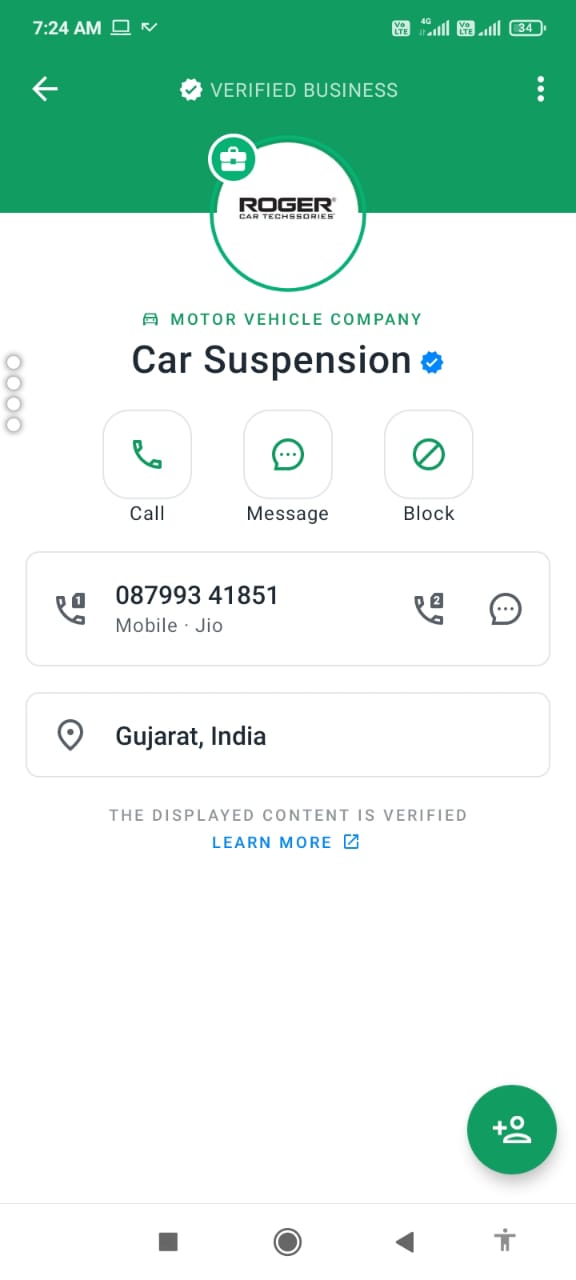 7:24 AM
Vo LTE 4G Vo LTE 34
VERIFIED BUSINESS
ROGER
CAR TECHSSORIES
MOTOR VEHICLE COMPANY
Car Suspension
Call Message Block
1 087993 41851 2
Mobile · Jio
Gujarat, India
THE DISPLAYED CONTENT IS VERIFIED
LEARN MORE